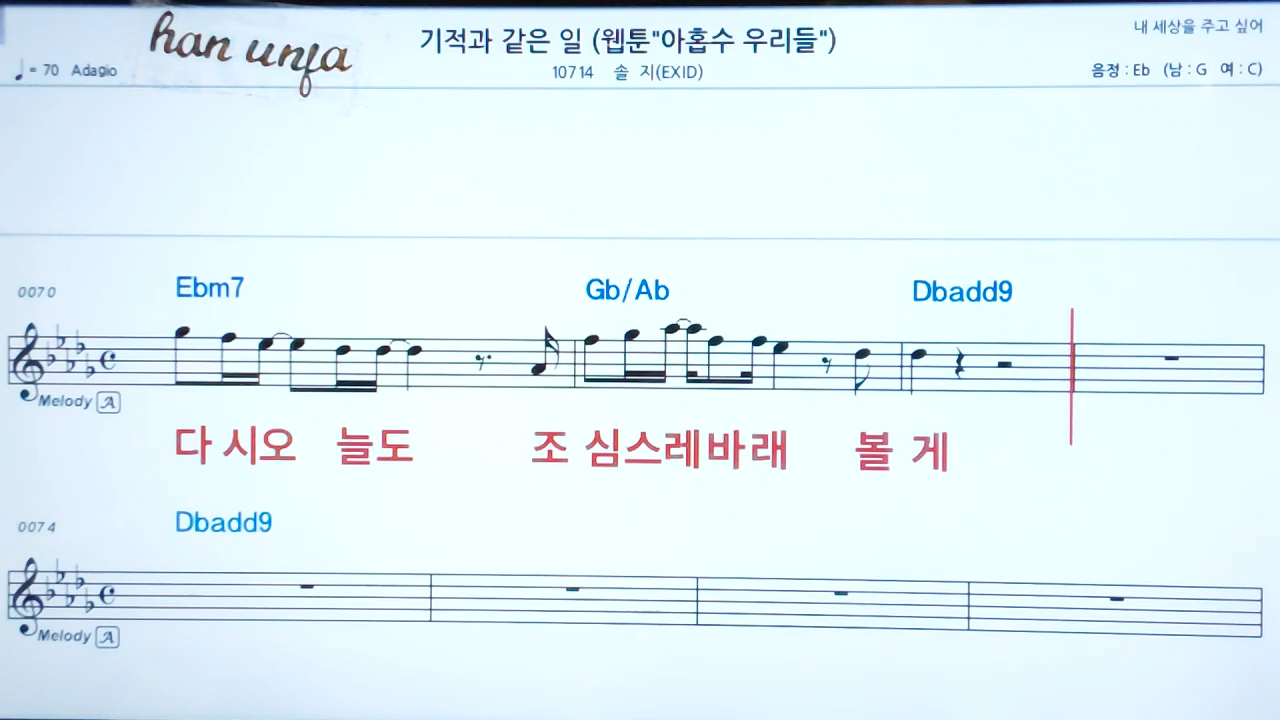 han unfa
기적과 같은 일 (웹툰"아홉수 우리들")
내 세상을 주고 싶어
♩= 70 Adagio
10714 솔 지(EXID)
음정 : Eb (남 : G 여 : C)
0070
Ebm7 Gb/Ab Dbadd9
Melody A
다 시오 늘도 조 심스레바래 볼 게
0074
Dbadd9
Melody A